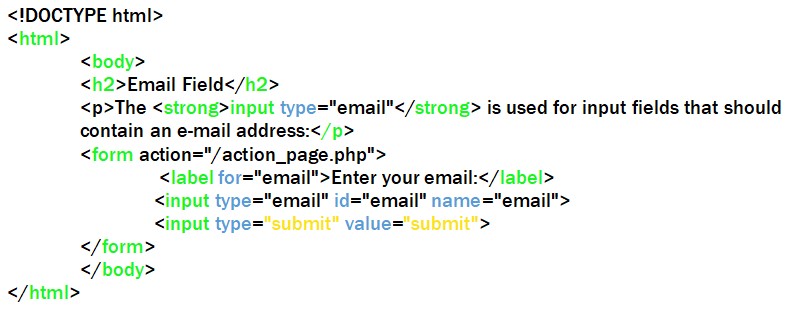 <!DOCTYPE html>
<html>
<body>
<h2>Email Field</h2>
<p>The <strong>input type="email"</strong> is used for input fields that should
contain an e-mail address:</p>
<form action="/action_page.php">
<label for="email">Enter your email:</label>
<input type="email" id="email" name="email">
<input type="submit" value="submit">
</form>
</body>
</html>